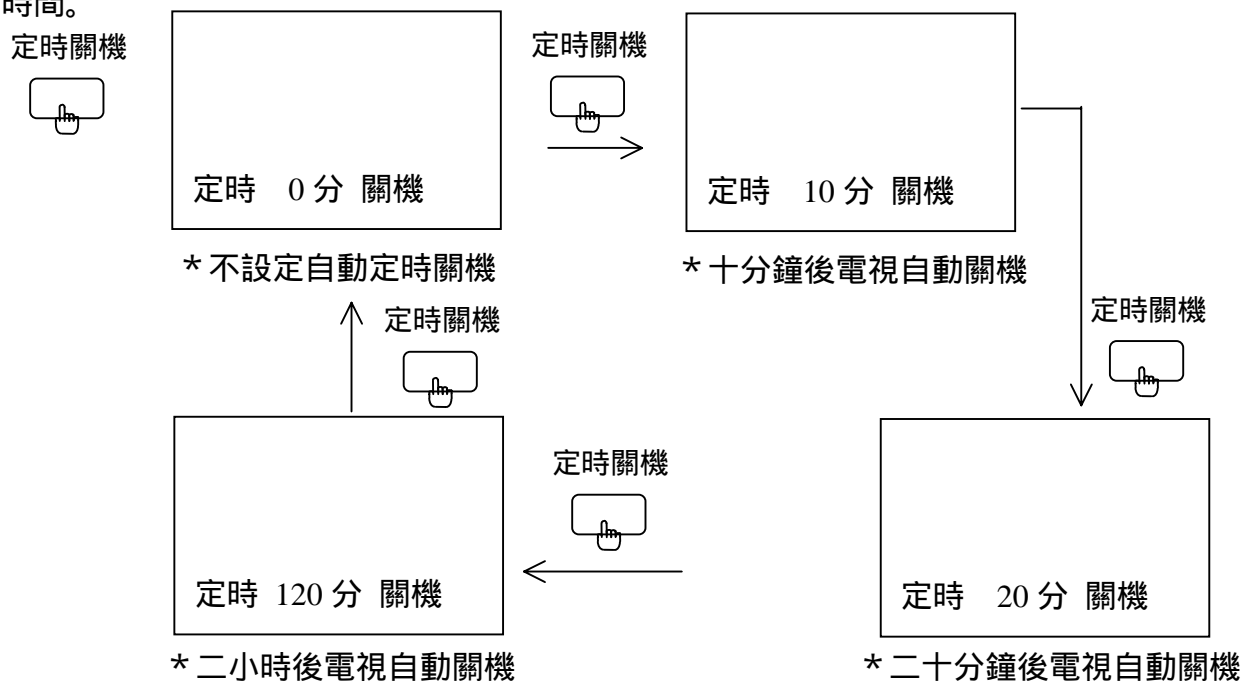 時間。
定時關機
定時 0 分 關機
*不設定自動定時關機
定時關機
定時 10 分 關機
*十分鐘後電視自動關機
定時關機
定時 20 分 關機
*二十分鐘後電視自動關機
定時關機
定時 120 分 關機
*二小時後電視自動關機
定時關機